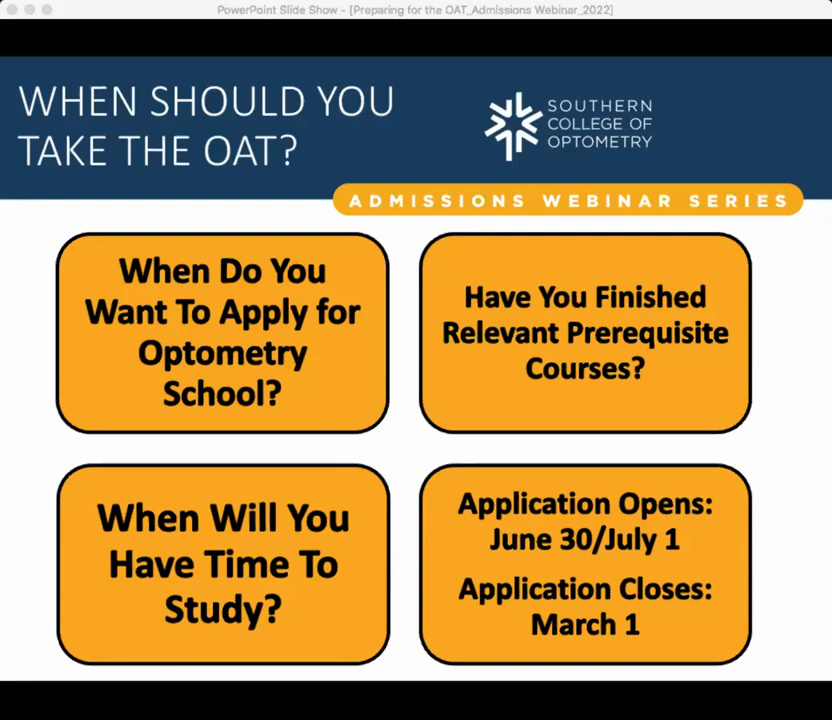 PowerPoint Slide Show - [Preparing for the OAT_Admissions Webinar_2022]
WHEN SHOULD YOU
TAKE THE OAT?
SOUTHERN
COLLEGE OF
OPTOMETRY
ADMISSIONS WEBINAR SERIES
When Do You
Want To Apply for
Optometry
School?
Have You Finished
Relevant Prerequisite
Courses?
When Will You
Have Time To
Study?
Application Opens:
June 30/July 1
Application Closes:
March 1